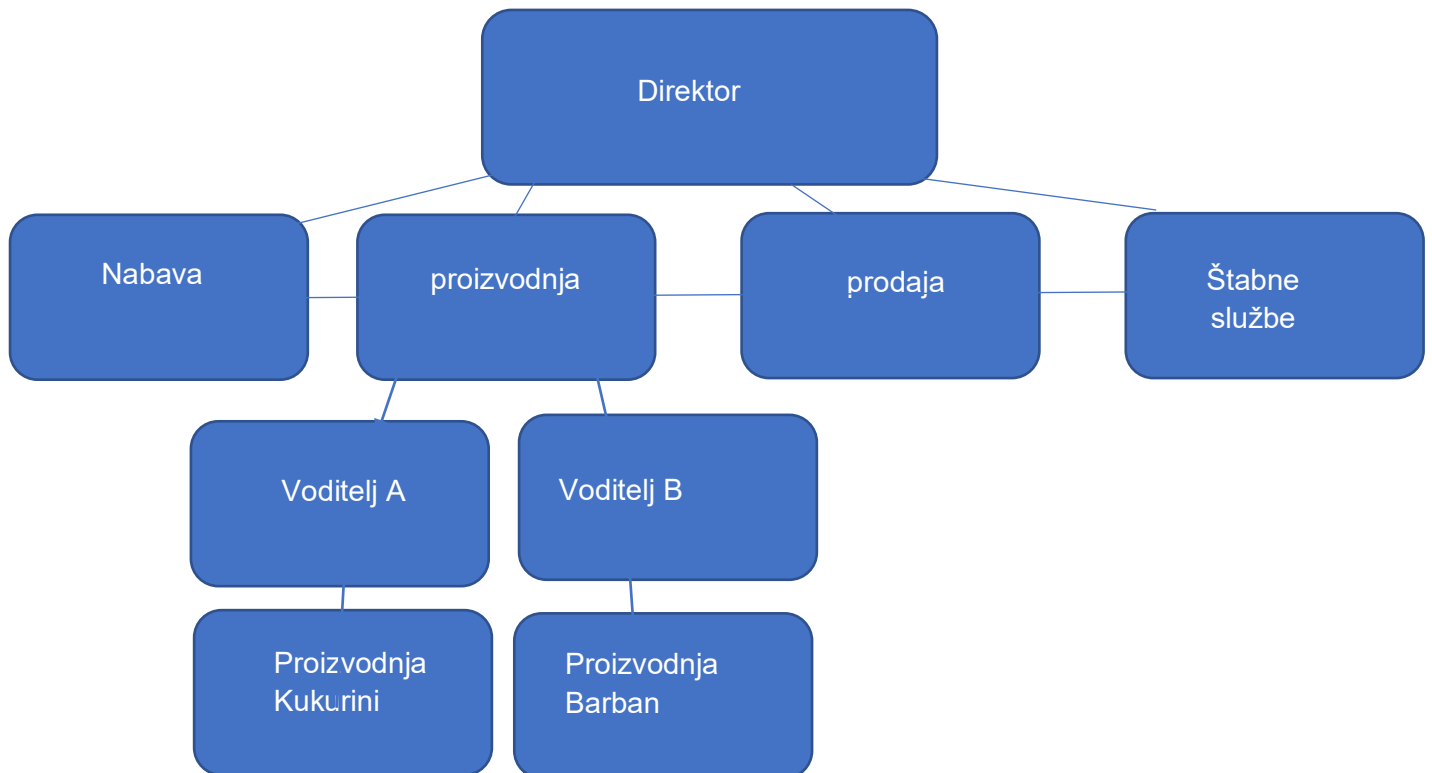 Direktor
Nabava
proizvodnja
prodaja
Štabne
službe
Voditelj A
Voditelj B
Proizvodnja
Kukurini
Proizvodnja
Barban